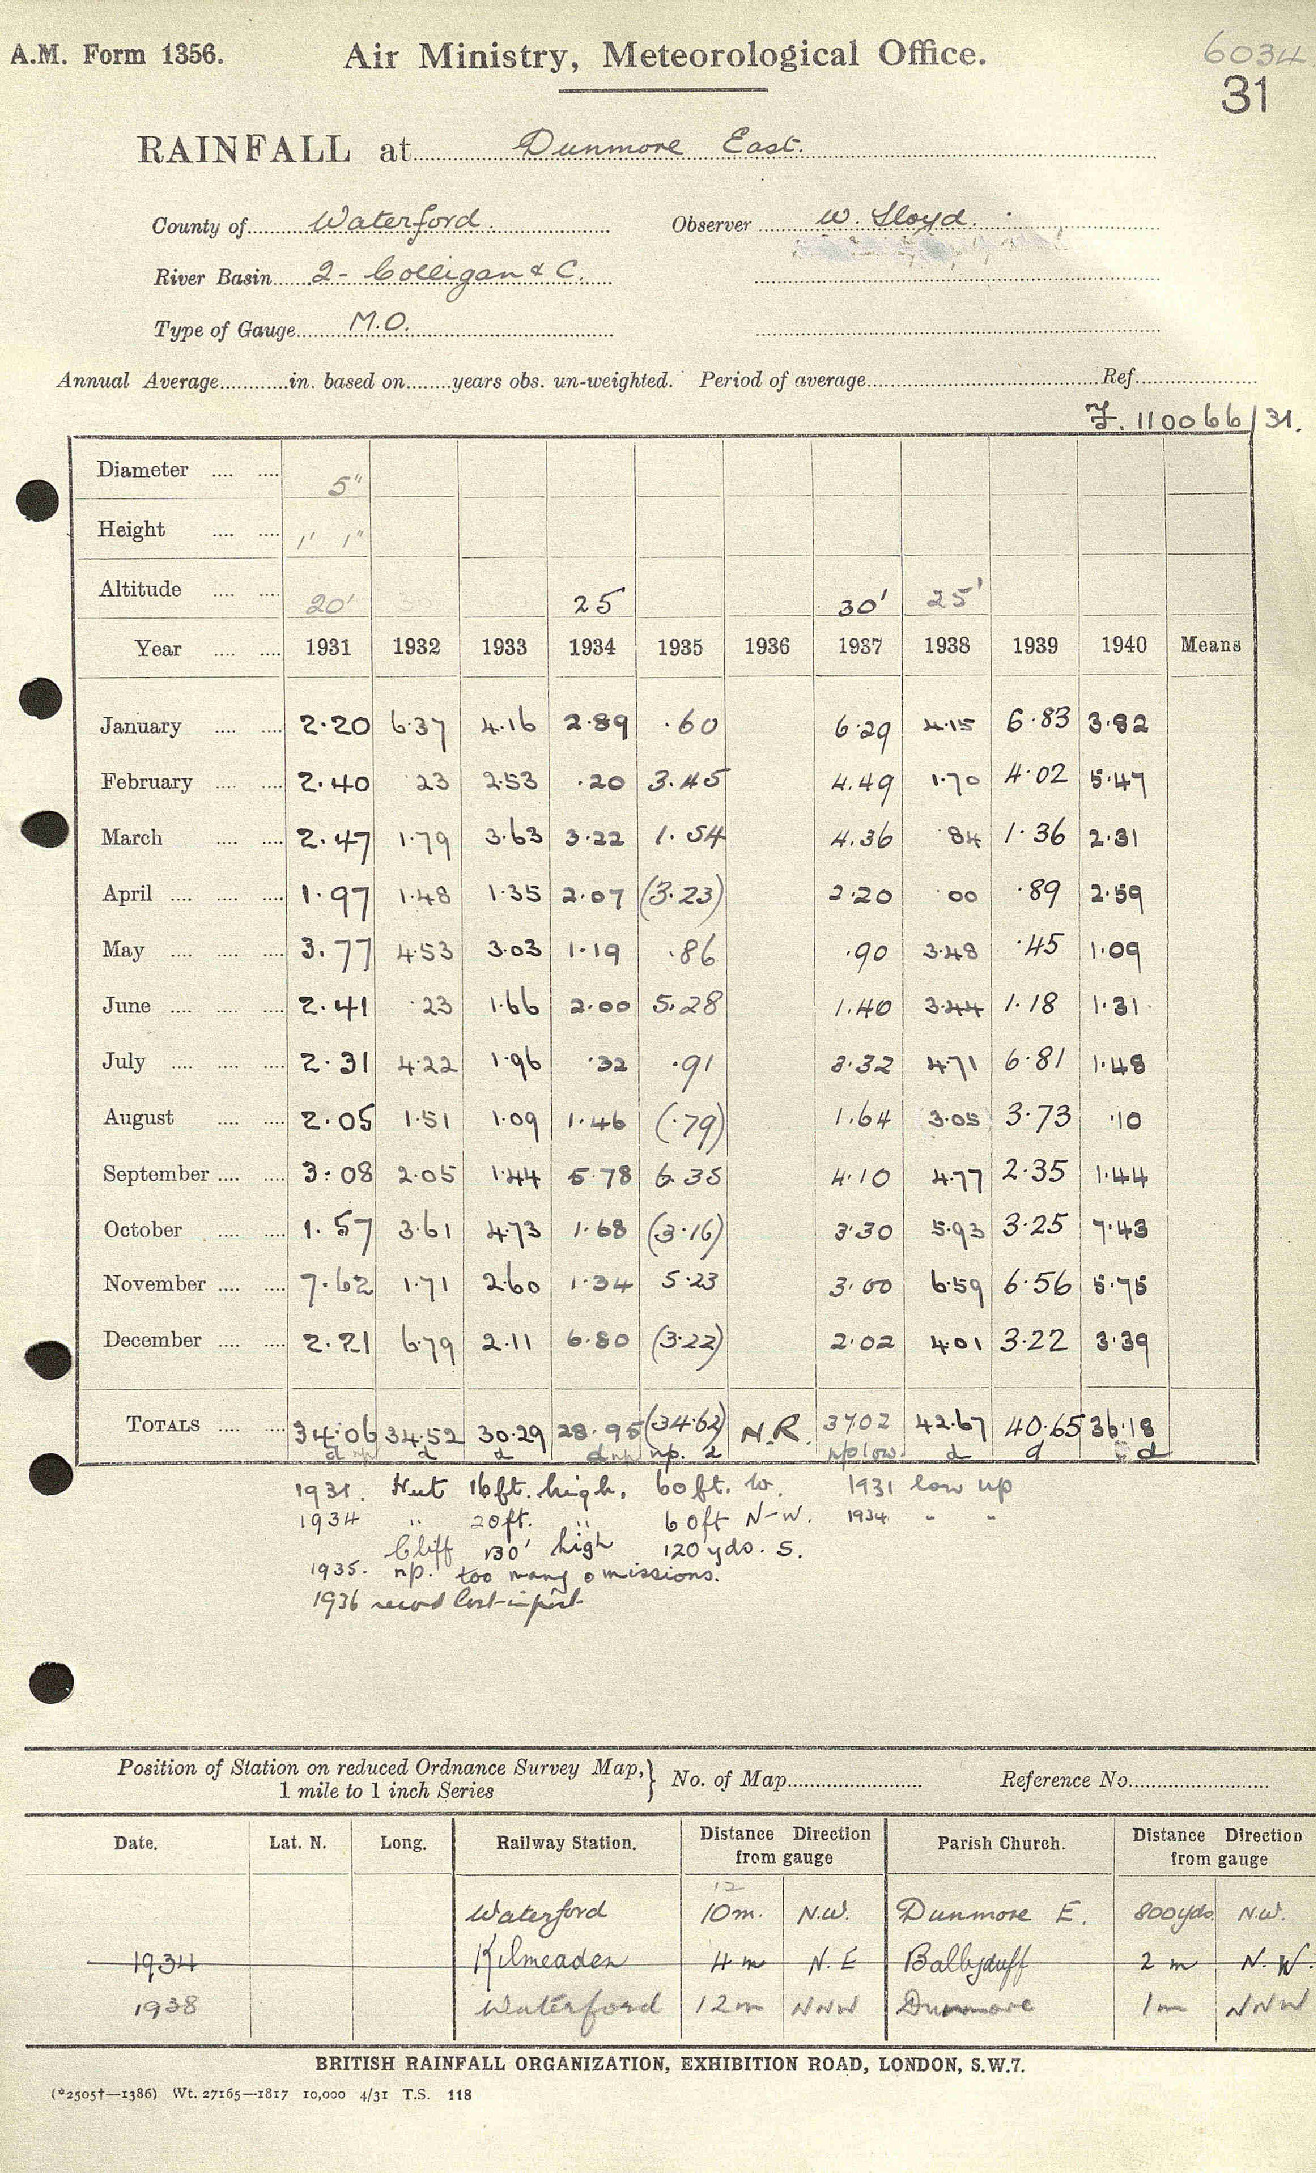 A.M. Form 1356. Air Ministry, Meteorological Office. 6034
31
RAINFALL at Dunmore East.
County of Waterford. Observer W. Lloyd.
River Basin 2 - Colligan & C.
Type of Gauge M.O.
Annual Average in. based on years obs. un-weighted. Period of average Ref.
110066/31.
Diameter 5"
Height 1' 1"
Altitude 20' 25 30' 25'
Year 1931 1932 1933 1934 1935 1936 1937 1938 1939 1940 Means
January 2.20 6.37 4.16 2.89 .60 6.29 4.15 6.83 3.82
February 2.40 .23 2.53 .20 3.45 4.49 1.70 4.02 5.47
March 2.47 1.79 3.63 3.22 1.54 4.36 .84 1.36 2.31
April 1.97 1.48 1.35 2.07 (3.23) 2.20 00 .89 2.59
May 3.77 4.53 3.03 1.19 .86 .90 3.48 .45 1.09
June 2.41 .23 1.66 2.00 5.28 1.40 3.44 1.18 1.31
July 2.31 4.22 1.96 .32 .91 3.32 4.71 6.81 1.48
August 2.05 1.51 1.09 1.46 (.79) 1.64 3.05 3.73 .10
September 3.08 2.05 1.44 5.78 6.35 4.10 4.77 2.35 1.44
October 1.57 3.61 4.73 1.68 (3.16) 3.30 5.93 3.25 7.43
November 7.62 1.71 2.60 1.34 5.23 3.00 6.59 6.56 5.75
December 2.21 6.79 2.11 6.80 (3.22) 2.02 4.01 3.22 3.39
TOTALS 34.06 34.52 30.29 28.95 (34.62) N.R. 3702 42.67 40.65 36.18
d np d d d np np. d np low. d d d
1931. Hut 16ft. high, 60ft. W. 1931 low up
1934 " 20ft. " 60ft N-W. 1934 " "
Cliff 130' high 120yds. S.
1935. np. too many omissions.
1936 record lost in post
Position of Station on reduced Ordnance Survey Map, 1 mile to 1 inch Series } No. of Map Reference No.
Date. Lat. N. Long. Railway Station. Distance Direction from gauge Parish Church. Distance Direction from gauge
12
Waterford 10m. N.W. Dunmore E. 800yds N.W.
1934 Kilmeaden 4 m N.E Ballyduff 2 m N.W.
1938 Waterford 12m NNW Dunmore 1m NNW
BRITISH RAINFALL ORGANIZATION, EXHIBITION ROAD, LONDON, S.W.7.
(*2505†—1386) Wt. 27165—1817 10,000 4/31 T.S. 118